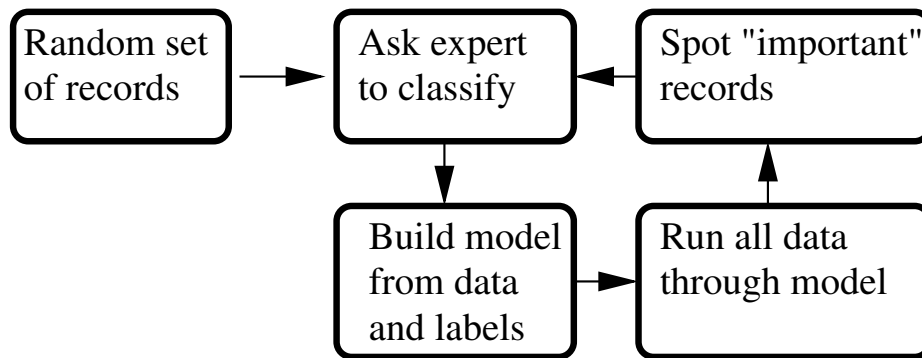 Random set
of records
Ask expert
to classify
Spot "important"
records
Build model
from data
and labels
Run all data
through model